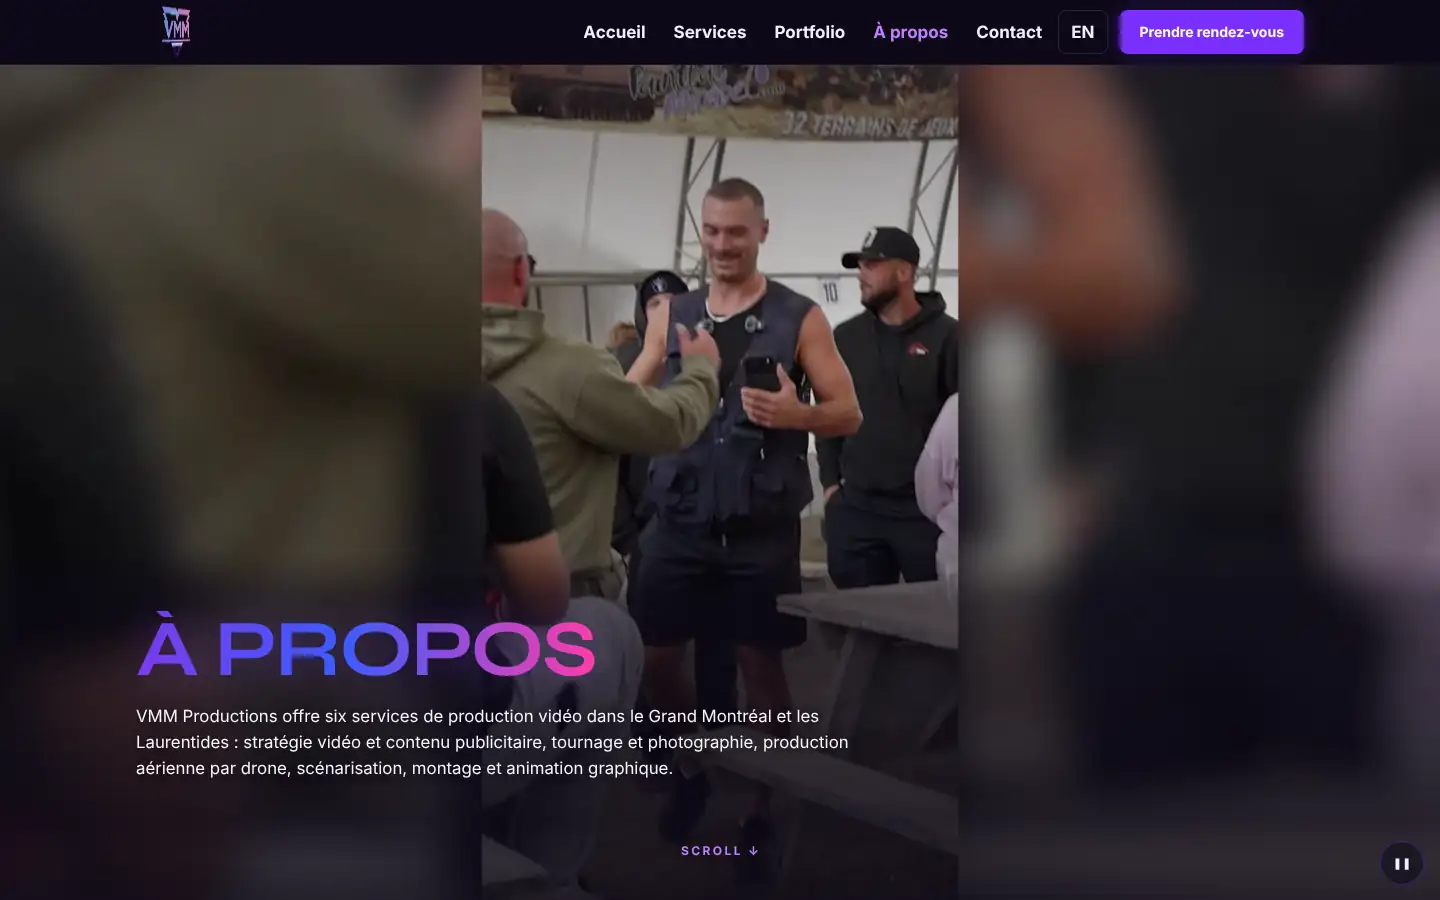 VMM
Accueil
Services
Portfolio
À propos
Contact
EN
Prendre rendez-vous
32 TERRAINS DE JEUX
10
À PROPOS
VMM Productions offre six services de production vidéo dans le Grand Montréal et les
Laurentides : stratégie vidéo et contenu publicitaire, tournage et photographie, production
aérienne par drone, scénarisation, montage et animation graphique.
SCROLL ↓